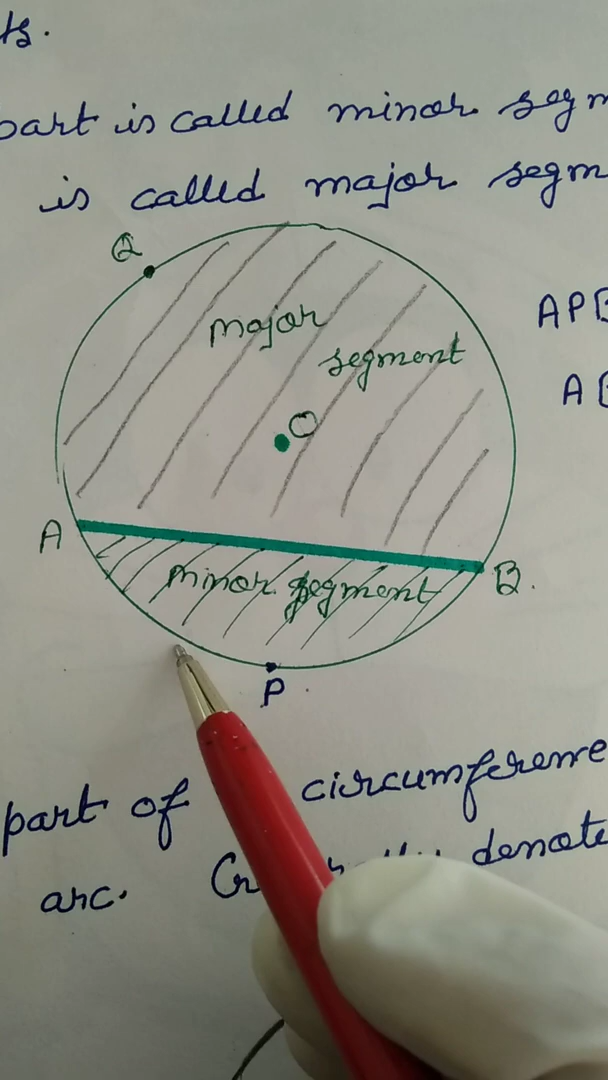 ts.
part is called minor segm
is called major segm
Q
major
segment
APB
O
AB
A
minor segment
B.
P
part of circumference
arc. denote